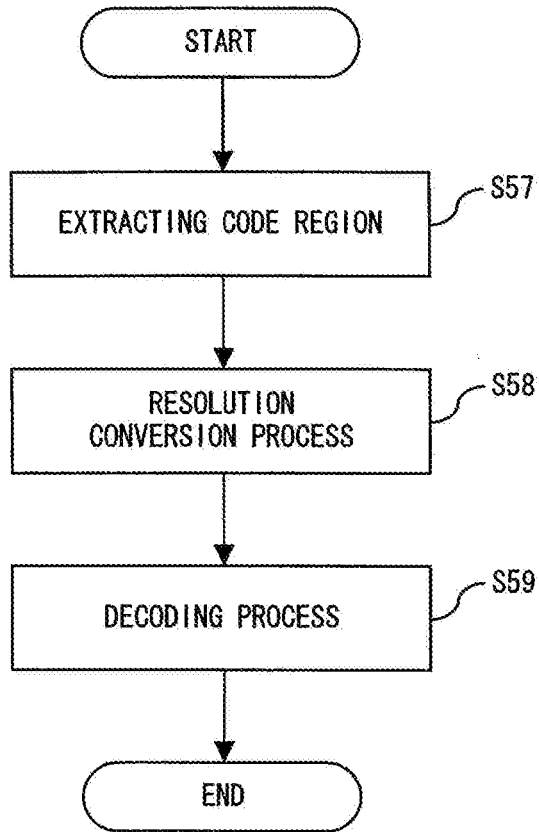 START
S57
EXTRACTING CODE REGION
S58
RESOLUTION
CONVERSION PROCESS
S59
DECODING PROCESS
END